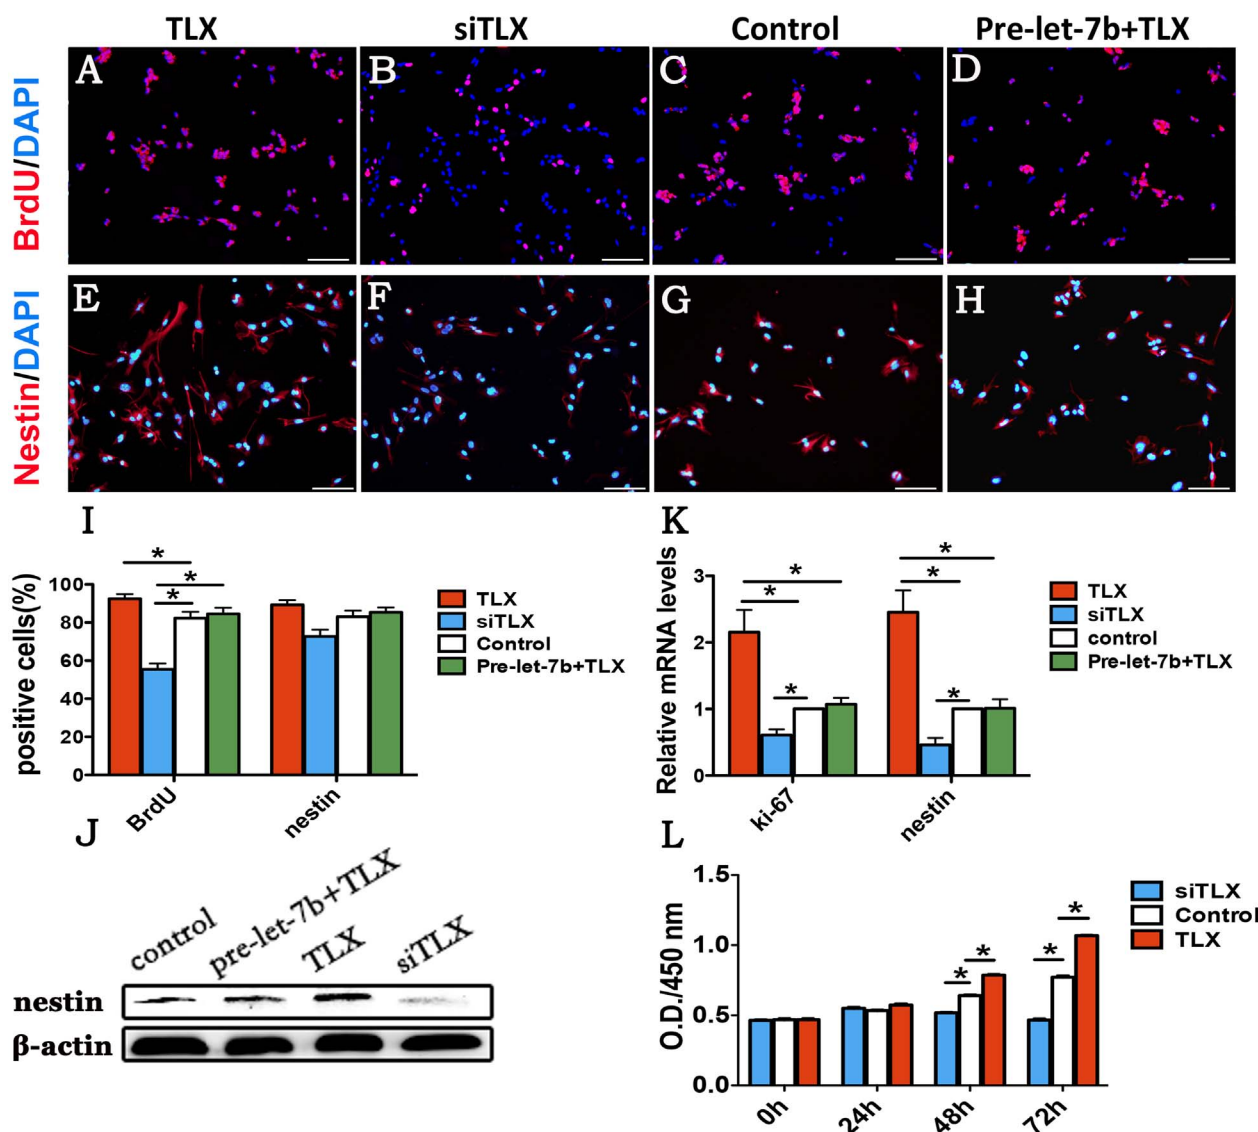 TLX siTLX Control Pre-let-7b+TLX
BrdU/DAPI
A B C D
Nestin/DAPI
E F G H
I
positive cells(%)
100
80
60
40
20
0
* * *
BrdU nestin
TLX
siTLX
Control
Pre-let-7b+TLX
K
Relative mRNA levels
3
2
1
0
* * * * * *
ki-67 nestin
TLX
siTLX
control
Pre-let-7b+TLX
J
control pre-let-7b+TLX TLX siTLX
nestin
β-actin
L
O.D./450 nm
1.5
1.0
0.5
0.0
* * * *
0h 24h 48h 72h
siTLX
Control
TLX